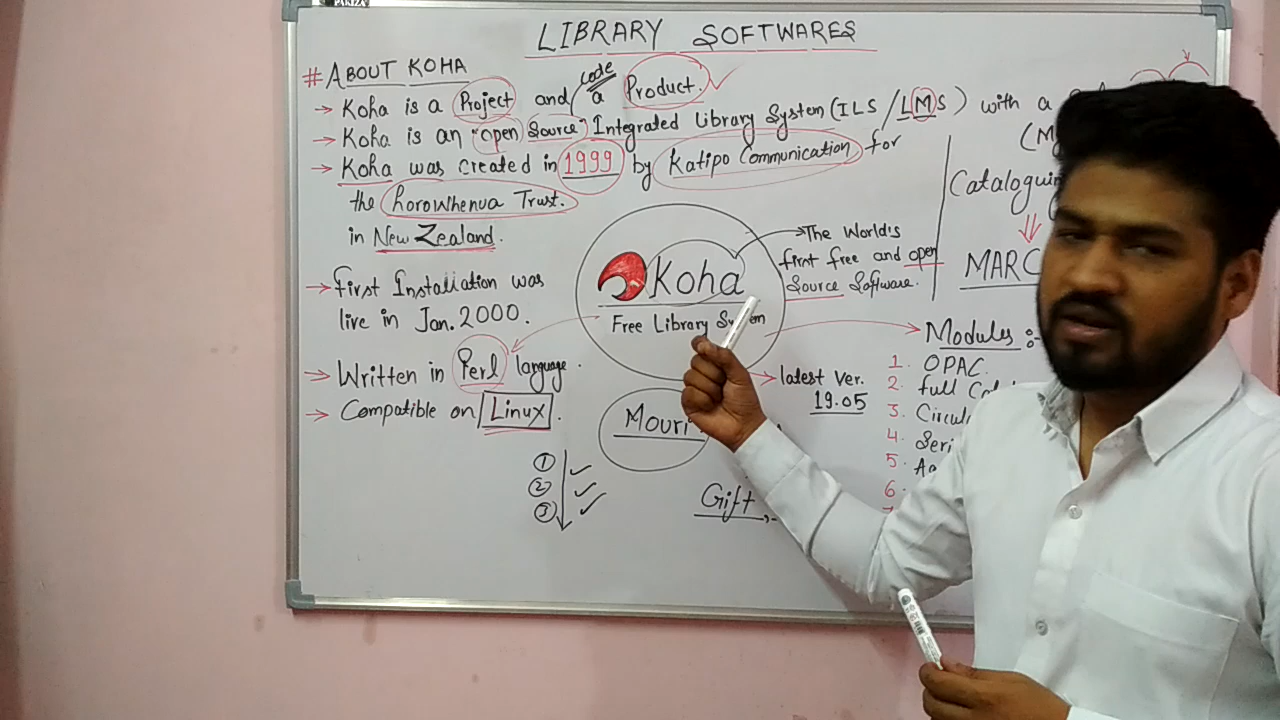 LIBRARY SOFTWARES
# ABOUT KOHA
→ Koha is a Project and a code Product. ✓
→ Koha is an "open Source" Integrated Library System (ILS / LMS) with a
→ Koha was created in 1999 by Katipo Communication for
the horowhenua Trust.
in New Zealand.
→ first Installation was
live in Jan. 2000.
→ Written in Perl language.
→ Compatible on Linux.
① ✓
② ✓
③ ✓
Koha
Free Library System
→ The World's
first free and open
Source Software.
→ latest Ver.
19.05
Mouri
Gift
(M
Cataloguin
MARC
→ Modules :-
1. OPAC.
2. full Cat
3. Circul
4. Seri
5. A
6.